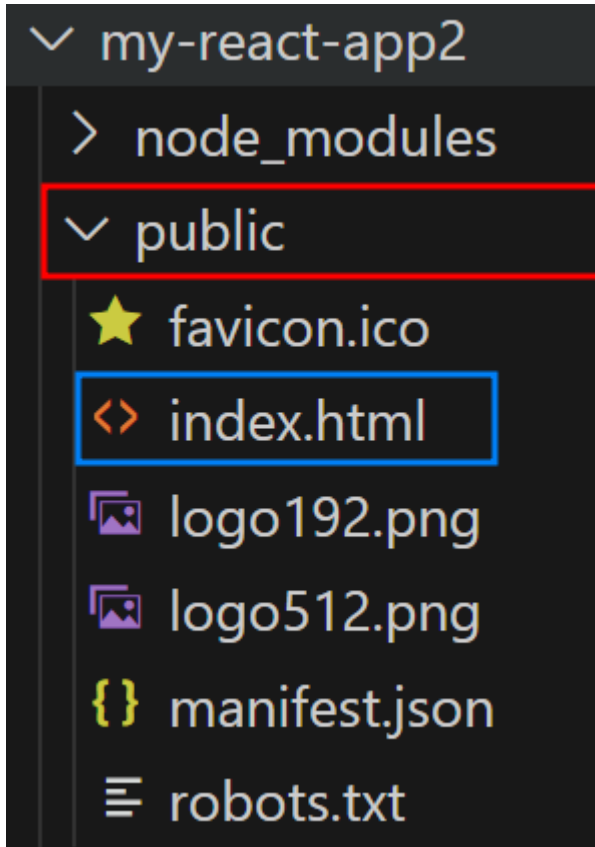 my-react-app2
node_modules
public
favicon.ico
index.html
logo192.png
logo512.png
manifest.json
robots.txt